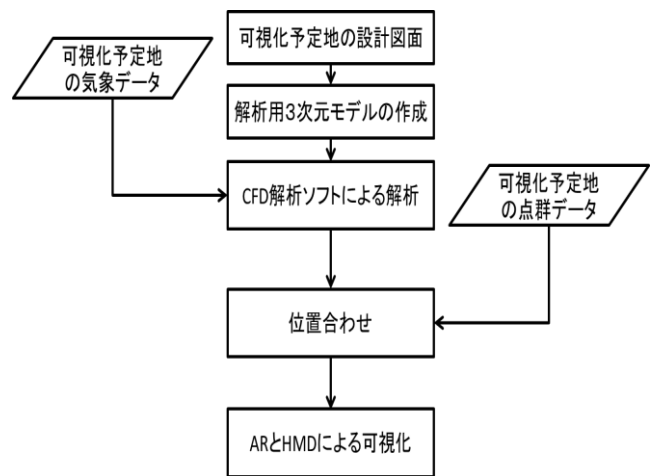 可視化予定地の設計図面
可視化予定地
の気象データ
解析用3次元モデルの作成
CFD解析ソフトによる解析
可視化予定地
の点群データ
位置合わせ
ARとHMDによる可視化